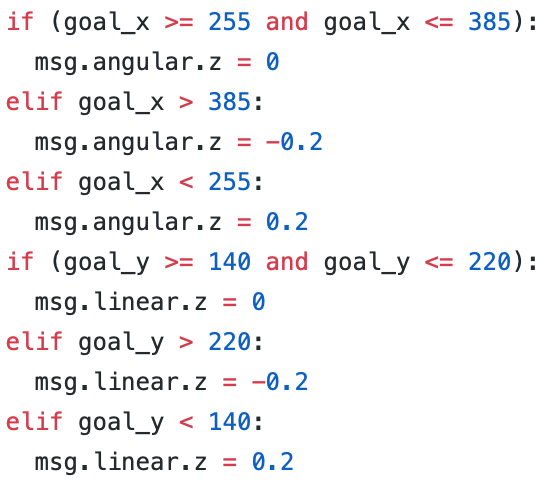 if (goal_x >= 255 and goal_x <= 385):
  msg.angular.z = 0
elif goal_x > 385:
  msg.angular.z = -0.2
elif goal_x < 255:
  msg.angular.z = 0.2
if (goal_y >= 140 and goal_y <= 220):
  msg.linear.z = 0
elif goal_y > 220:
  msg.linear.z = -0.2
elif goal_y < 140:
  msg.linear.z = 0.2